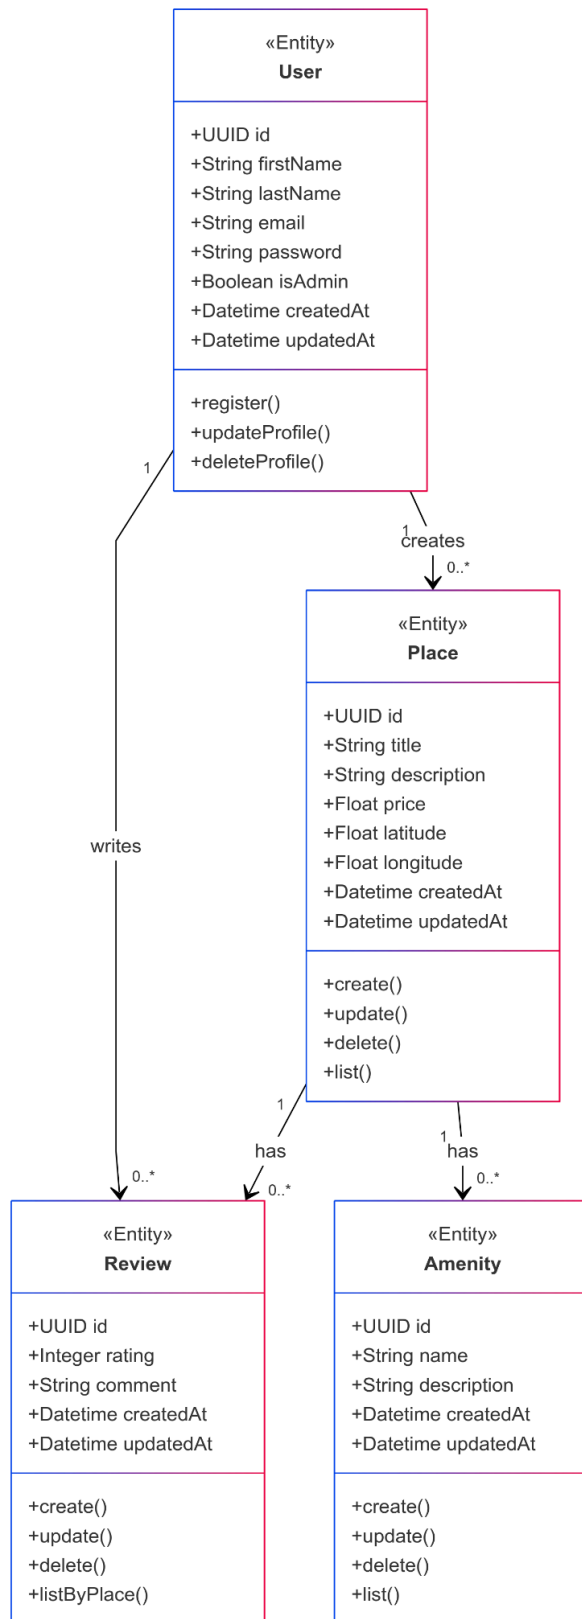 «Entity»
User
+UUID id
+String firstName
+String lastName
+String email
+String password
+Boolean isAdmin
+Datetime createdAt
+Datetime updatedAt
+register()
+updateProfile()
+deleteProfile()
1
1
creates
0..*
«Entity»
Place
+UUID id
+String title
+String description
+Float price
+Float latitude
+Float longitude
+Datetime createdAt
+Datetime updatedAt
+create()
+update()
+delete()
+list()
writes
1
has
0..*
0..*
1
has
0..*
«Entity»
Review
+UUID id
+Integer rating
+String comment
+Datetime createdAt
+Datetime updatedAt
+create()
+update()
+delete()
+listByPlace()
«Entity»
Amenity
+UUID id
+String name
+String description
+Datetime createdAt
+Datetime updatedAt
+create()
+update()
+delete()
+list()